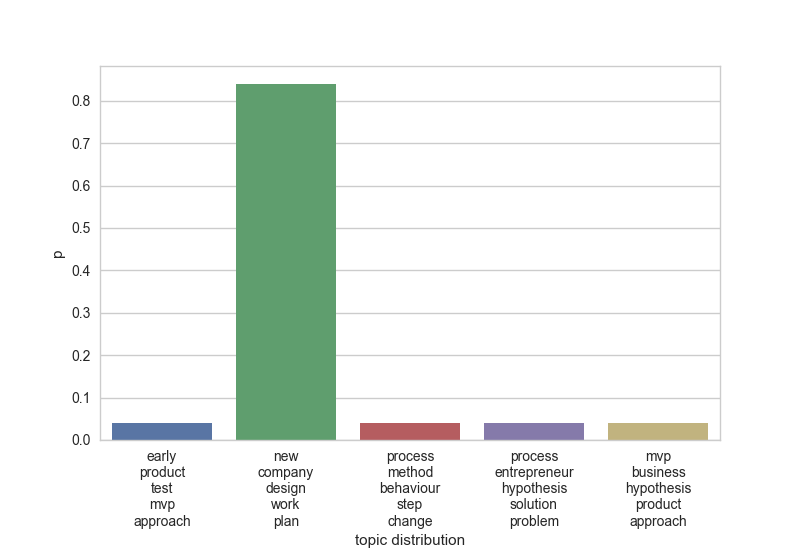 0.8
0.7
0.6
0.5
p
0.4
0.3
0.2
0.1
0.0
early
product
test
mvp
approach
new
company
design
work
plan
process
method
behaviour
step
change
process
entrepreneur
hypothesis
solution
problem
mvp
business
hypothesis
product
approach
topic distribution